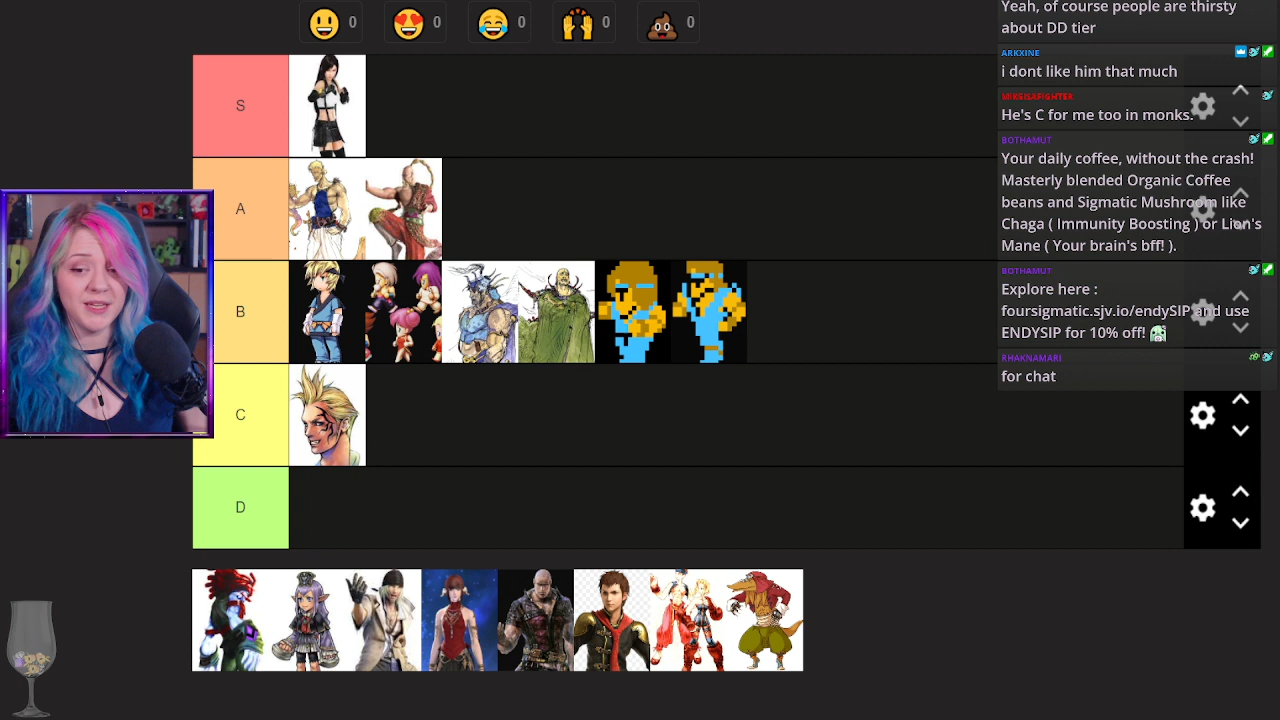 0
0
0
0
0
S
A
B
C
D
Yeah, of course people are thirsty
about DD tier
ARKXINE
i dont like him that much
MIKEISAFIGHTER
He's C for me too in monks.
BOTHAMUT
Your daily coffee, without the crash!
Masterly blended Organic Coffee
beans and Sigmatic Mushroom like
Chaga ( Immunity Boosting ) or Lion's
Mane ( Your brain's bff! ).
BOTHAMUT
Explore here :
foursigmatic.sjv.io/endySIP and use
ENDYSIP for 10% off!
RHAKNAMARI
for chat